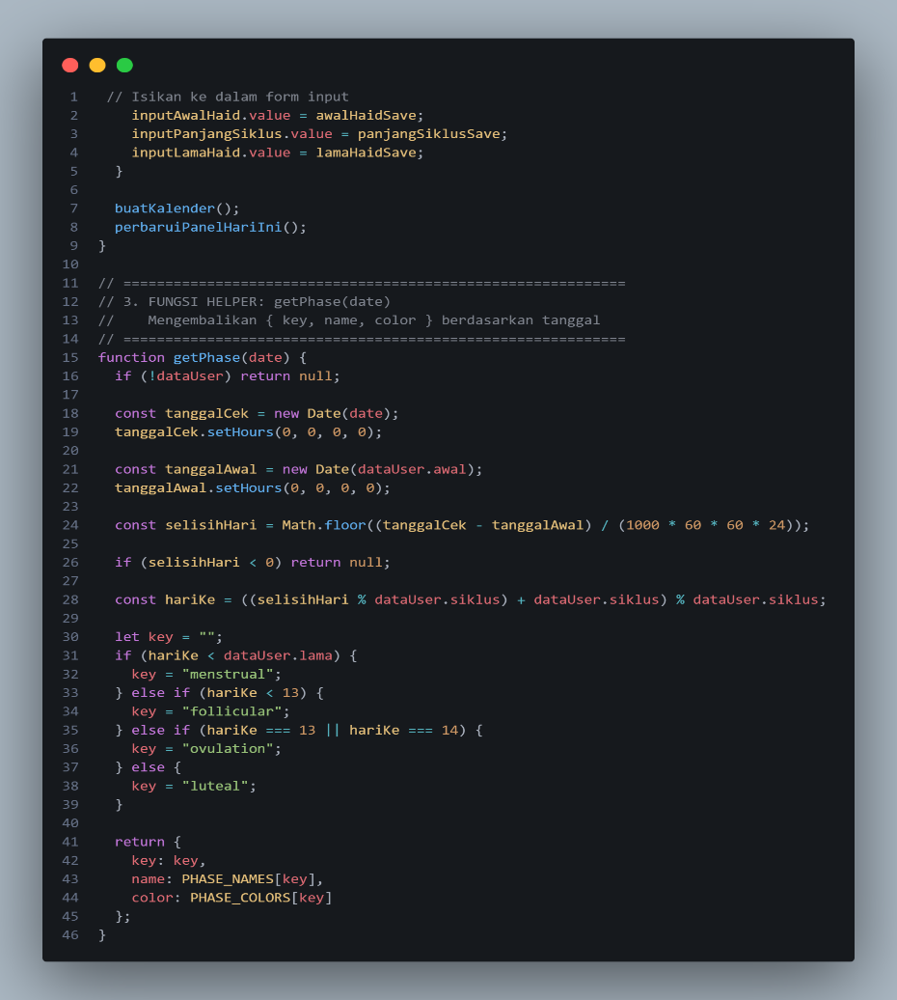 1 // Isikan ke dalam form input
2 inputAwalHaid.value = awalHaidSave;
3 inputPanjangSiklus.value = panjangSiklusSave;
4 inputLamaHaid.value = lamaHaidSave;
5 }
6
7 buatKalender();
8 perbaruiPanelHariIni();
9 }
10
11 // ============================================================
12 // 3. FUNGSI HELPER: getPhase(date)
13 //    Mengembalikan { key, name, color } berdasarkan tanggal
14 // ============================================================
15 function getPhase(date) {
16 if (!dataUser) return null;
17
18 const tanggalCek = new Date(date);
19 tanggalCek.setHours(0, 0, 0, 0);
20
21 const tanggalAwal = new Date(dataUser.awal);
22 tanggalAwal.setHours(0, 0, 0, 0);
23
24 const selisihHari = Math.floor((tanggalCek - tanggalAwal) / (1000 * 60 * 60 * 24));
25
26 if (selisihHari < 0) return null;
27
28 const hariKe = ((selisihHari % dataUser.siklus) + dataUser.siklus) % dataUser.siklus;
29
30 let key = "";
31 if (hariKe < dataUser.lama) {
32 key = "menstrual";
33 } else if (hariKe < 13) {
34 key = "follicular";
35 } else if (hariKe === 13 || hariKe === 14) {
36 key = "ovulation";
37 } else {
38 key = "luteal";
39 }
40
41 return {
42 key: key,
43 name: PHASE_NAMES[key],
44 color: PHASE_COLORS[key]
45 };
46 }